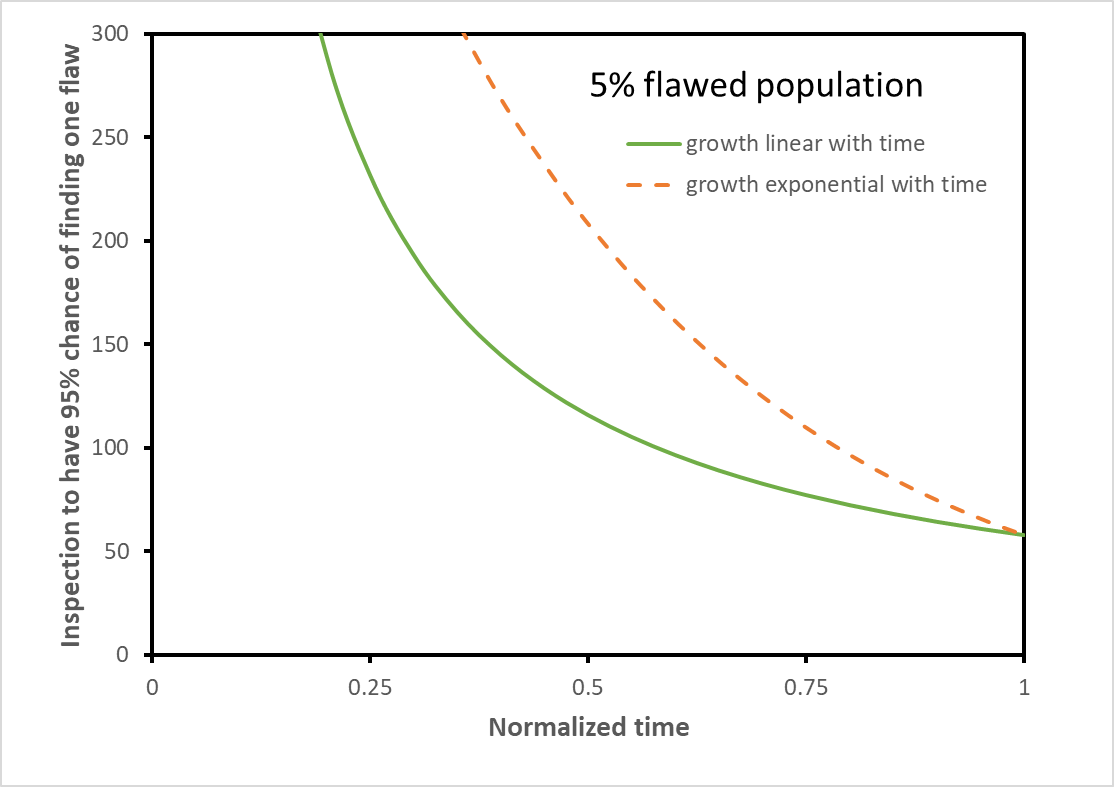 5% flawed population
growth linear with time
growth exponential with time
Inspection to have 95% chance of finding one flaw
300
250
200
150
100
50
0
0 0.25 0.5 0.75 1
Normalized time